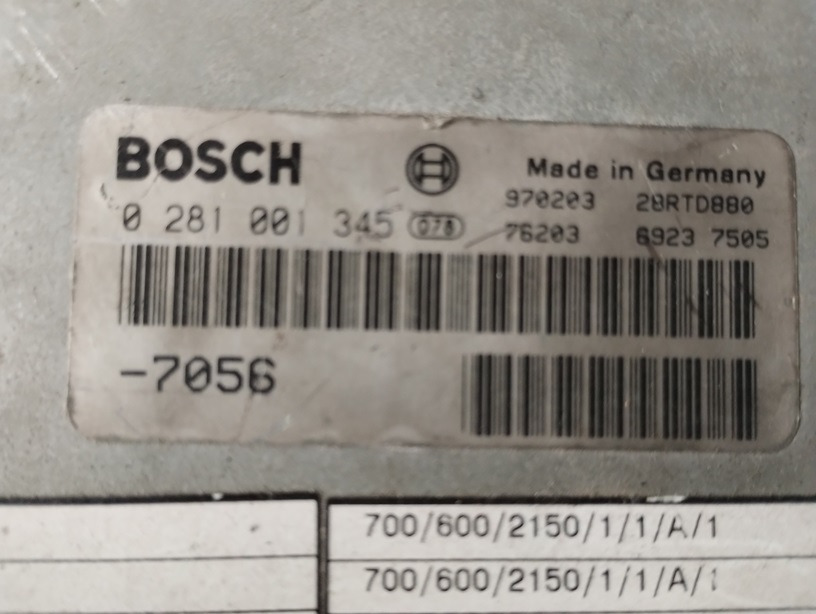 BOSCH
Made in Germany
970203 28RTD880
0 281 001 345 078
76203 6923 7505
-7056
700/600/2150/1/1/A/1
700/600/2150/1/1/A/1